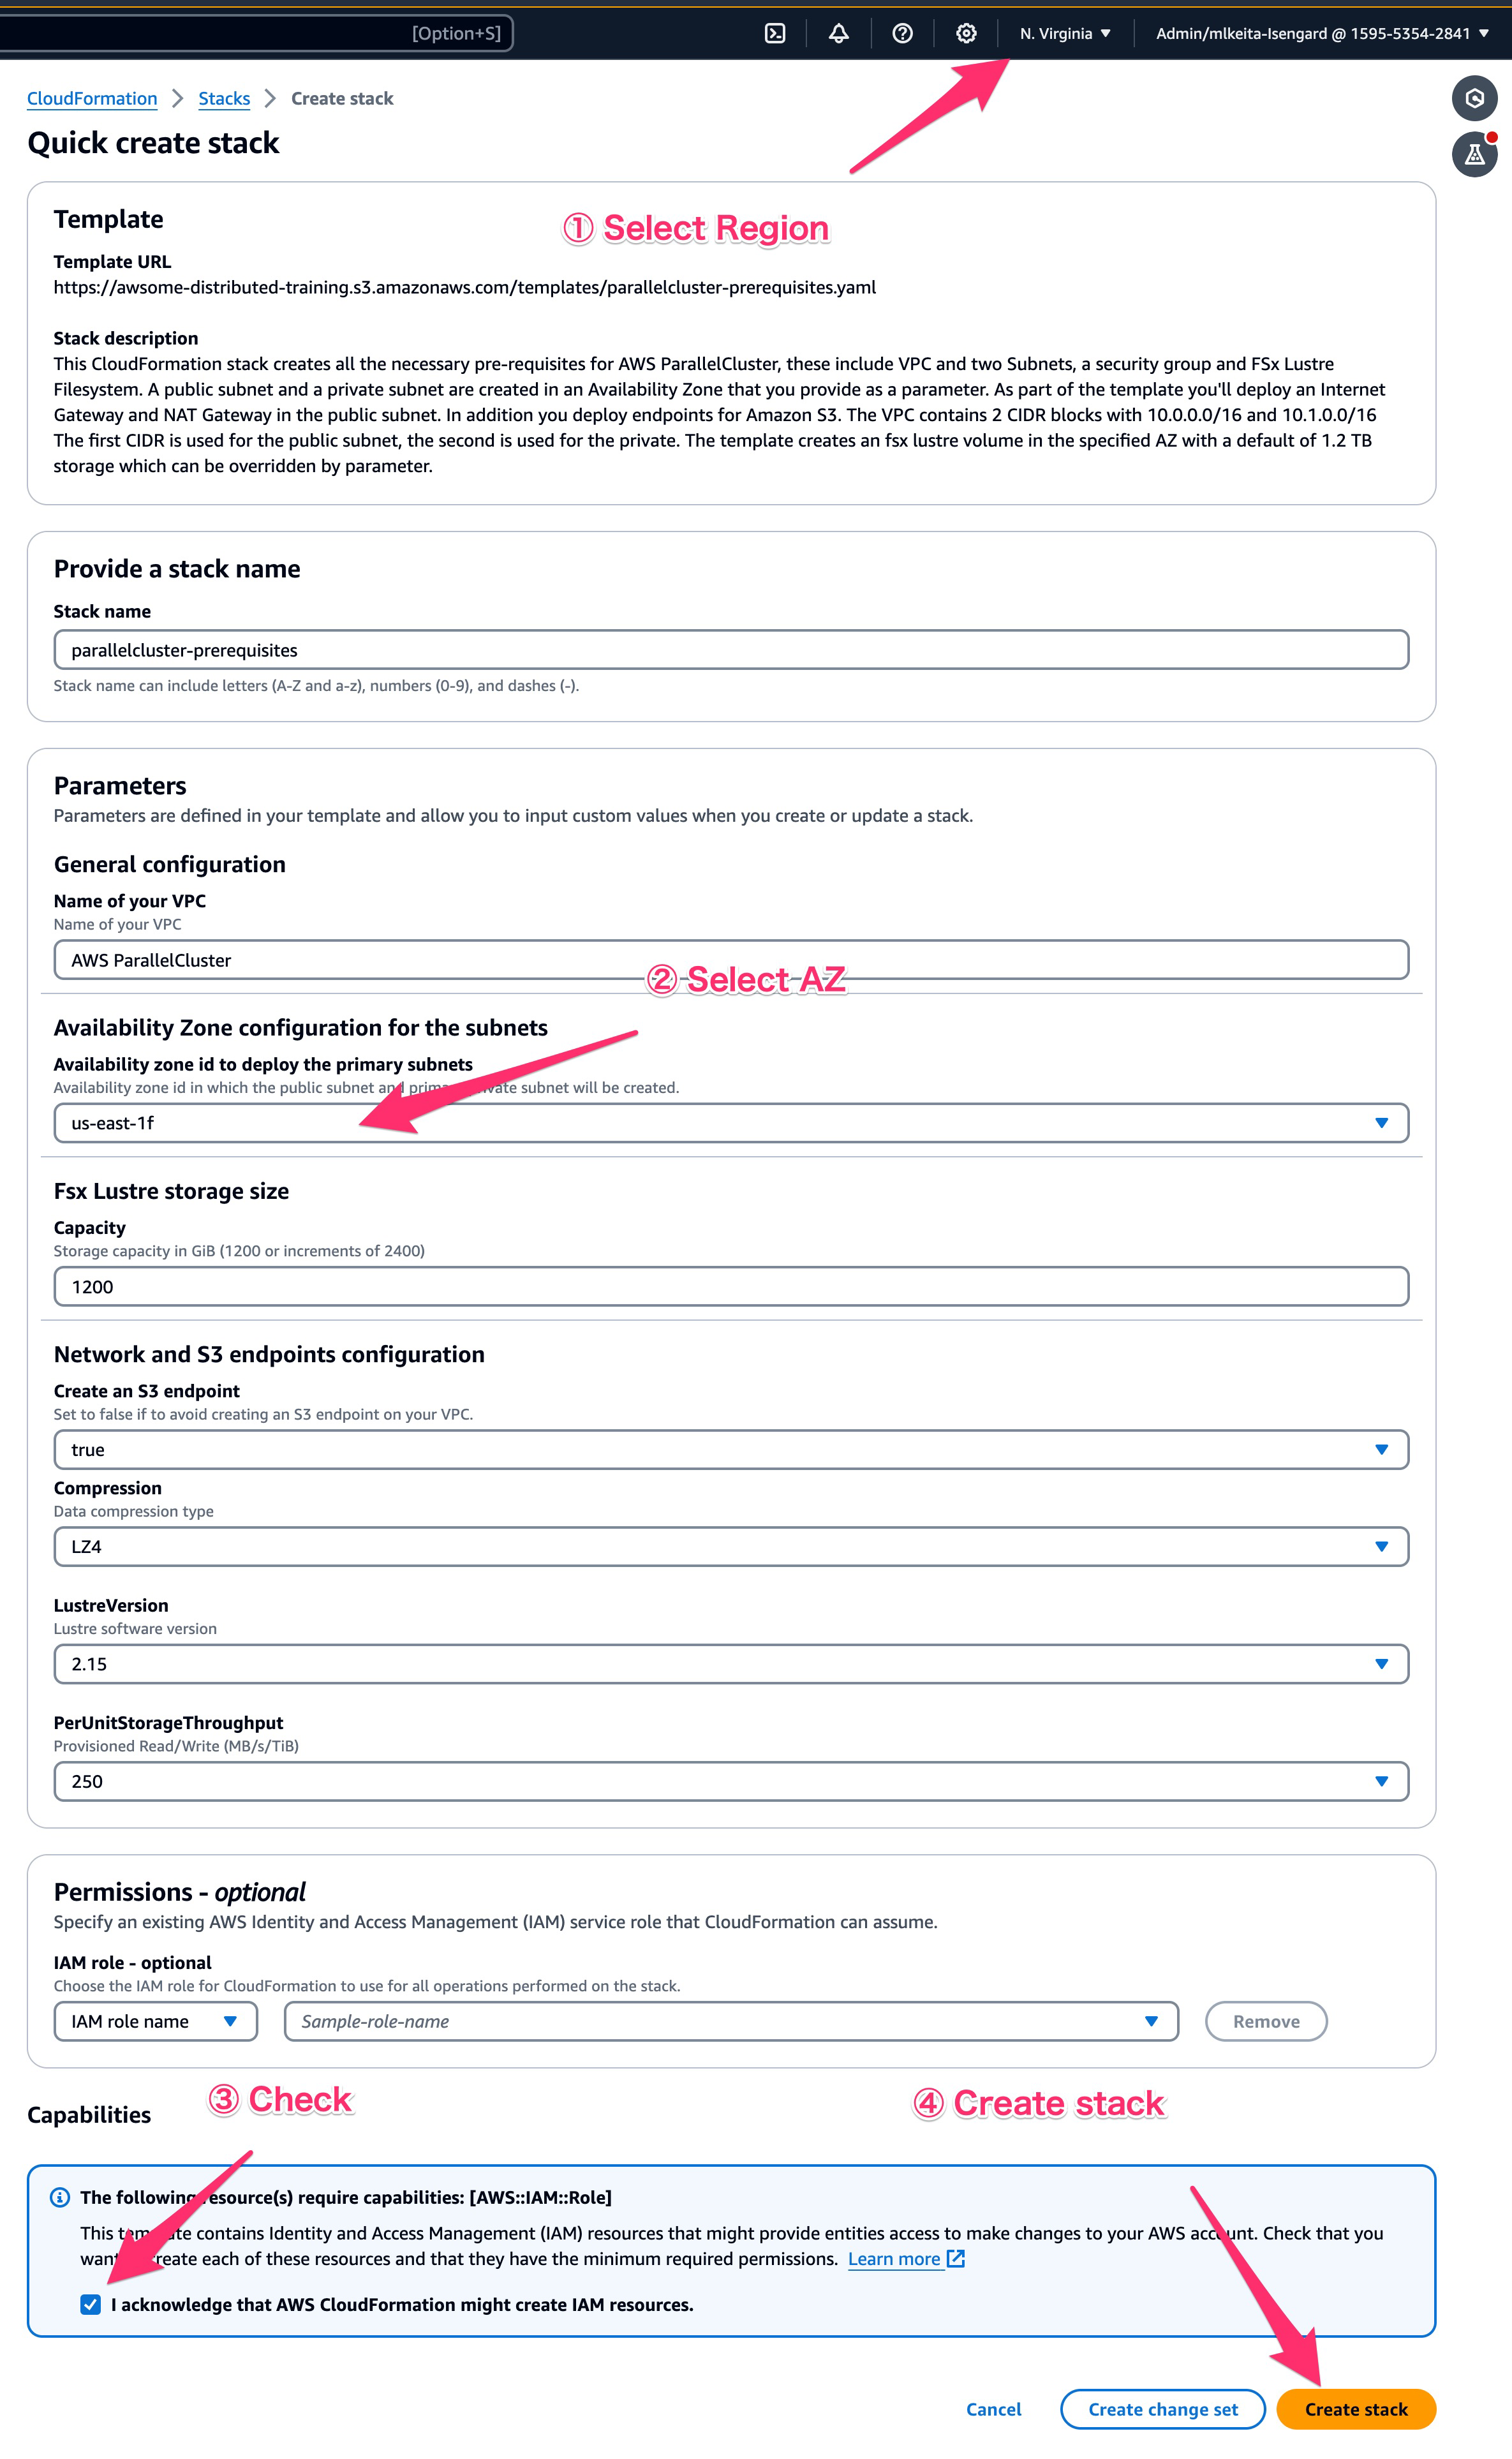 [Option+S]
N. Virginia
Admin/mlkeita-Isengard @ 1595-5354-2841
CloudFormation
Stacks
Create stack
Quick create stack
① Select Region
Template
Template URL
https://awsome-distributed-training.s3.amazonaws.com/templates/parallelcluster-prerequisites.yaml
Stack description
This CloudFormation stack creates all the necessary pre-requisites for AWS ParallelCluster, these include VPC and two Subnets, a security group and FSx Lustre
Filesystem. A public subnet and a private subnet are created in an Availability Zone that you provide as a parameter. As part of the template you'll deploy an Internet
Gateway and NAT Gateway in the public subnet. In addition you deploy endpoints for Amazon S3. The VPC contains 2 CIDR blocks with 10.0.0.0/16 and 10.1.0.0/16
The first CIDR is used for the public subnet, the second is used for the private. The template creates an fsx lustre volume in the specified AZ with a default of 1.2 TB
storage which can be overridden by parameter.
Provide a stack name
Stack name
parallelcluster-prerequisites
Stack name can include letters (A-Z and a-z), numbers (0-9), and dashes (-).
Parameters
Parameters are defined in your template and allow you to input custom values when you create or update a stack.
General configuration
Name of your VPC
Name of your VPC
AWS ParallelCluster
② Select AZ
Availability Zone configuration for the subnets
Availability zone id to deploy the primary subnets
Availability zone id in which the public subnet and primary private subnet will be created.
us-east-1f
Fsx Lustre storage size
Capacity
Storage capacity in GiB (1200 or increments of 2400)
1200
Network and S3 endpoints configuration
Create an S3 endpoint
Set to false if to avoid creating an S3 endpoint on your VPC.
true
Compression
Data compression type
LZ4
LustreVersion
Lustre software version
2.15
PerUnitStorageThroughput
Provisioned Read/Write (MB/s/TiB)
250
Permissions - optional
Specify an existing AWS Identity and Access Management (IAM) service role that CloudFormation can assume.
IAM role - optional
Choose the IAM role for CloudFormation to use for all operations performed on the stack.
IAM role name
Sample-role-name
Remove
③ Check
④ Create stack
Capabilities
The following resource(s) require capabilities: [AWS::IAM::Role]
This template contains Identity and Access Management (IAM) resources that might provide entities access to make changes to your AWS account. Check that you
want to create each of these resources and that they have the minimum required permissions. Learn more
I acknowledge that AWS CloudFormation might create IAM resources.
Cancel
Create change set
Create stack